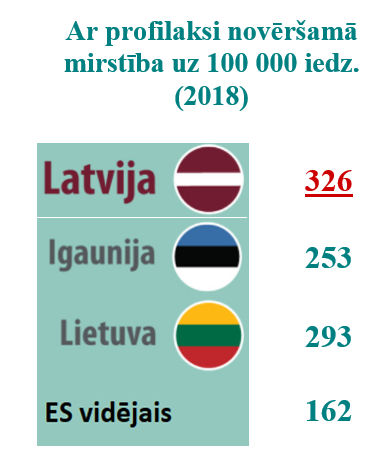 Ar profilaksi novēršamā
mirstība uz 100 000 iedz.
(2018)
Latvija 326
Igaunija 253
Lietuva 293
ES vidējais 162